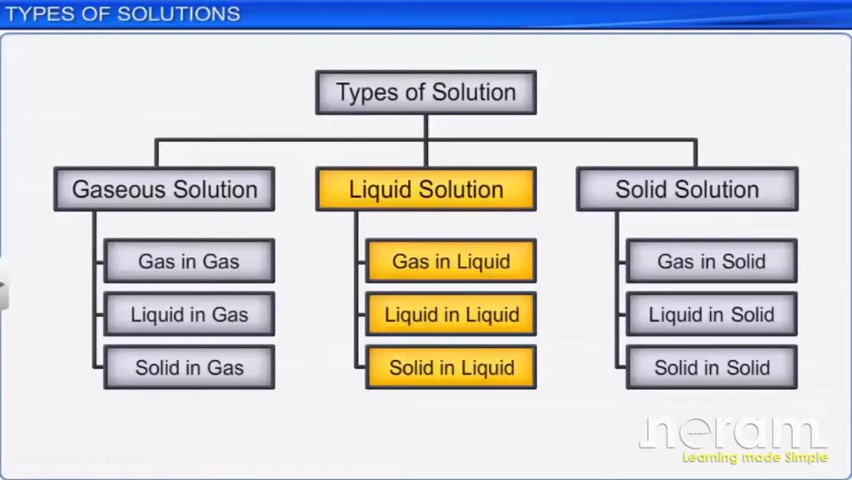 TYPES OF SOLUTIONS
Types of Solution
Gaseous Solution
Liquid Solution
Solid Solution
Gas in Gas
Gas in Liquid
Gas in Solid
Liquid in Gas
Liquid in Liquid
Liquid in Solid
Solid in Gas
Solid in Liquid
Solid in Solid
neram
Learning made Simple